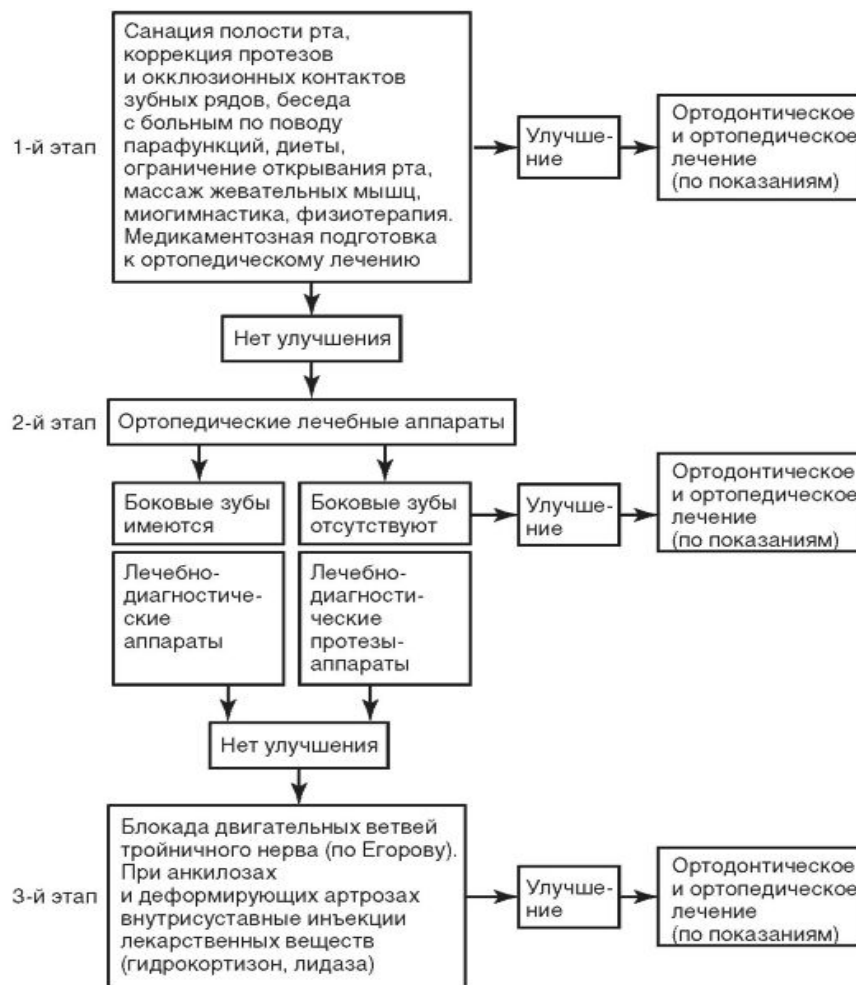 Санация полости рта,
коррекция протезов
и окклюзионных контактов
зубных рядов, беседа
с больным по поводу
парафункций, диеты,
ограничение открывания рта,
массаж жевательных мышц,
миогимнастика, физиотерапия.
Медикаментозная подготовка
к ортопедическому лечению
1-й этап
Улучше-
ние
Ортодонтическое
и ортопедическое
лечение
(по показаниям)
Нет улучшения
2-й этап
Ортопедические лечебные аппараты
Боковые зубы
имеются
Боковые зубы
отсутствуют
Улучше-
ние
Ортодонтическое
и ортопедическое
лечение
(по показаниям)
Лечебно-
диагностиче-
ские
аппараты
Лечебно-
диагности-
ческие
протезы-
аппараты
Нет улучшения
3-й этап
Блокада двигательных ветвей
тройничного нерва (по Егорову).
При анкилозах
и деформирующих артрозах
внутрисуставные инъекции
лекарственных веществ
(гидрокортизон, лидаза)
Улучше-
ние
Ортодонтическое
и ортопедическое
лечение
(по показаниям)